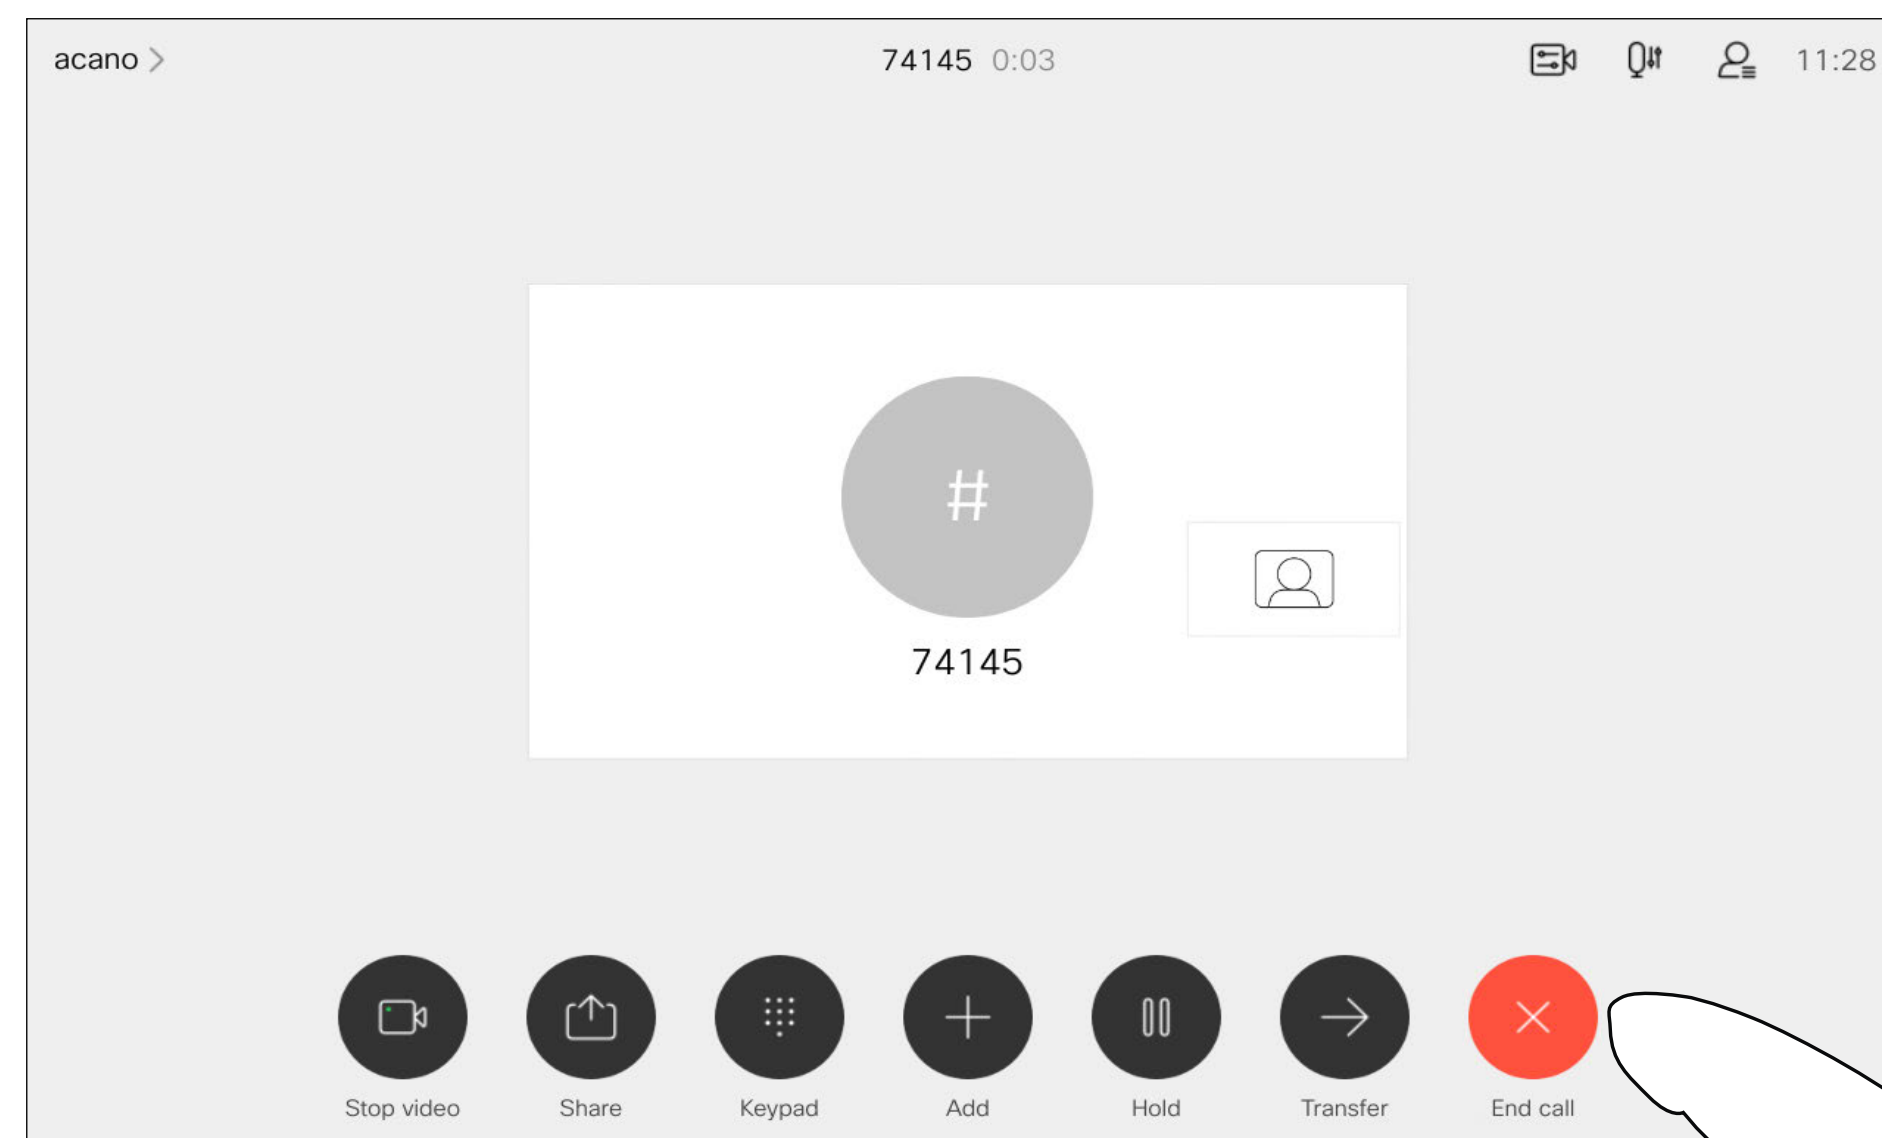 acano 74145 0:03 11:28
#
74145
Stop video Share Keypad Add Hold Transfer End call